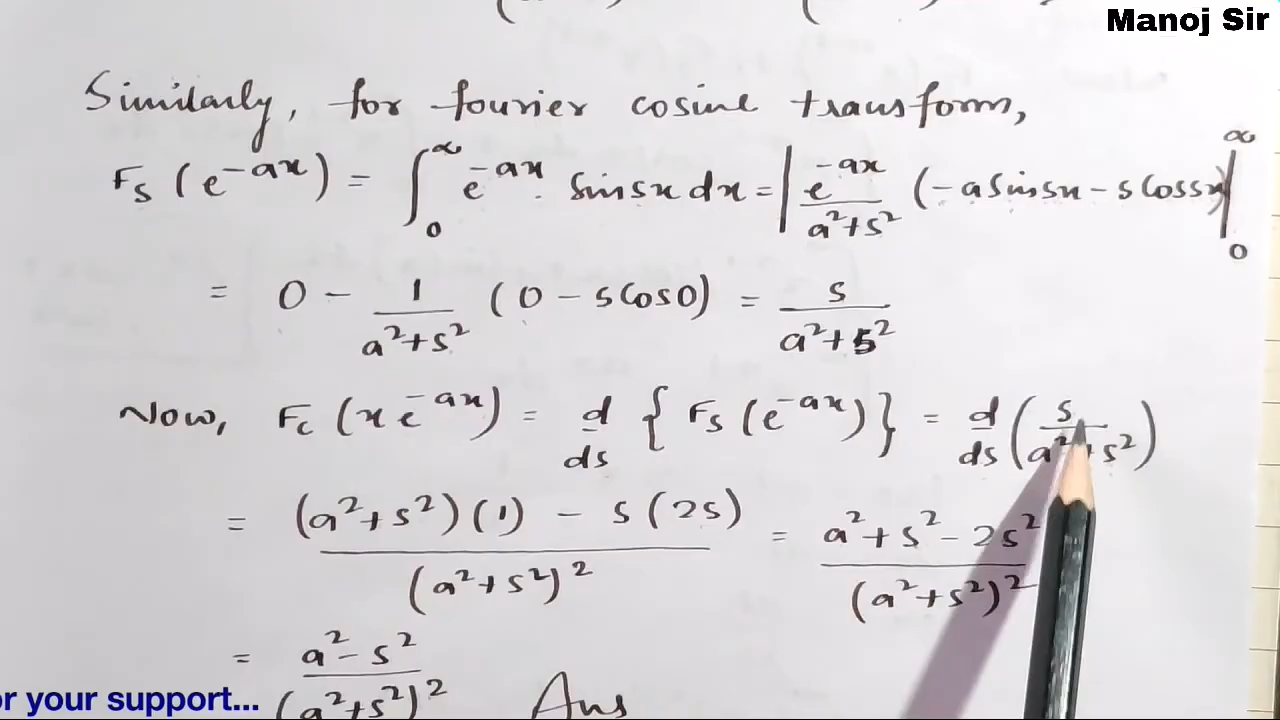 Manoj Sir
Similarly, for fourier cosine transform,
Fs (e^-ax) = ∫₀^∞ e^-ax . sinsx dx = | e^-ax / a²+s² (-a sinsx - s cossx) |₀^∞
= 0 - 1 / a²+s² (0 - s cos0) = s / a²+s²
Now, Fc (x e^-ax) = d/ds { Fs (e^-ax) } = d/ds ( s / a²+s² )
= (a²+s²)(1) - s(2s) / (a²+s²)² = a²+s²-2s² / (a²+s²)²
= a²-s² / (a²+s²)² Ans
your support...